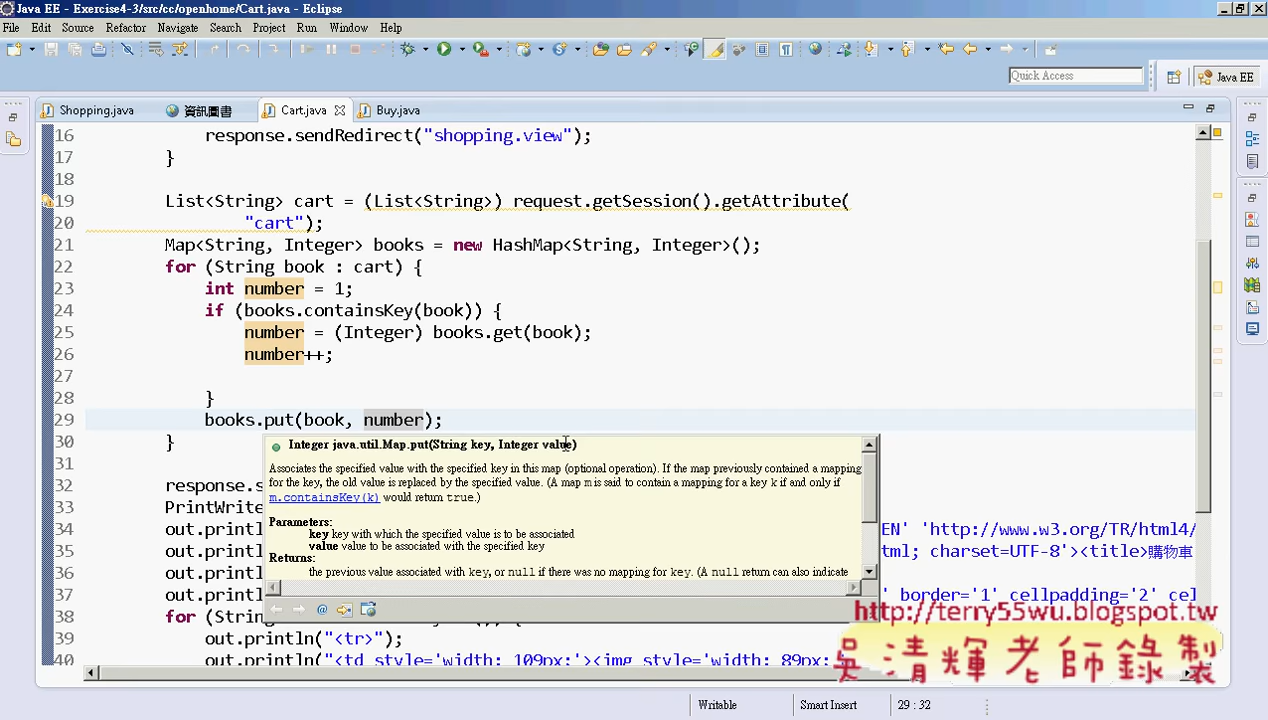 Java EE - Exercise4-3/src/cc/openhome/Cart.java - Eclipse
File Edit Source Refactor Navigate Search Project Run Window Help
Quick Access
Java EE
Shopping.java 資訊圖書 Cart.java Buy.java
16 response.sendRedirect("shopping.view");
17 }
18
19 List<String> cart = (List<String>) request.getSession().getAttribute(
20 "cart");
21 Map<String, Integer> books = new HashMap<String, Integer>();
22 for (String book : cart) {
23 int number = 1;
24 if (books.containsKey(book)) {
25 number = (Integer) books.get(book);
26 number++;
27
28 }
29 books.put(book, number);
30 }
Integer java.util.Map.put(String key, Integer value)
31
Associates the specified value with the specified key in this map (optional operation). If the map previously contained a mapping
for the key, the old value is replaced by the specified value. (A map m is said to contain a mapping for a key k if and only if
m.containsKey(k) would return true.)
Parameters:
key key with which the specified value is to be associated
value value to be associated with the specified key
Returns:
the previous value associated with key, or null if there was no mapping for key. (A null return can also indicate
32 response.s
33 PrintWrite
34 out.printl EN' 'http://www.w3.org/TR/html4/
35 out.printl tml; charset=UTF-8'><title>購物車
36 out.printl
37 out.printl ' border='1' cellpadding='2' cel
38 for (Strin
39 out.println("<tr>");
40 out.println("<td style='width: 109px;'><img style='width: 89px;
http://terry55wu.blogspot.tw
吳清輝老師錄製
Writable Smart Insert 29 : 32